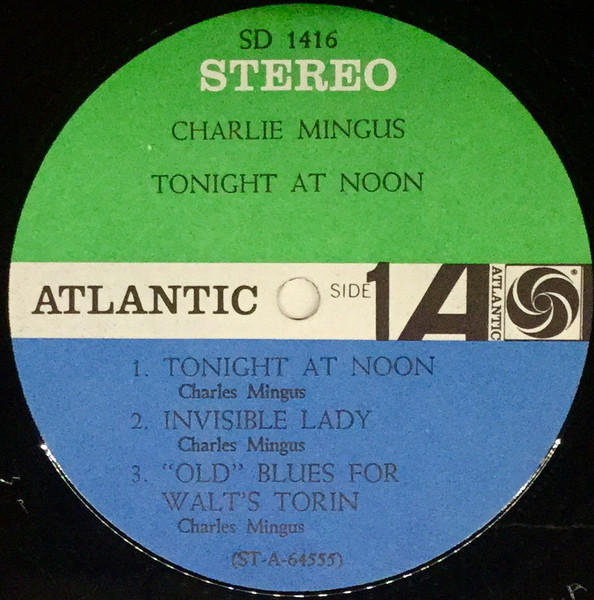 SD 1416
STEREO
CHARLIE MINGUS
TONIGHT AT NOON
ATLANTIC SIDE 1 A ATLANTIC
1. TONIGHT AT NOON
Charles Mingus
2. INVISIBLE LADY
Charles Mingus
3. "OLD" BLUES FOR
WALT'S TORIN
Charles Mingus
(ST-A-64555)